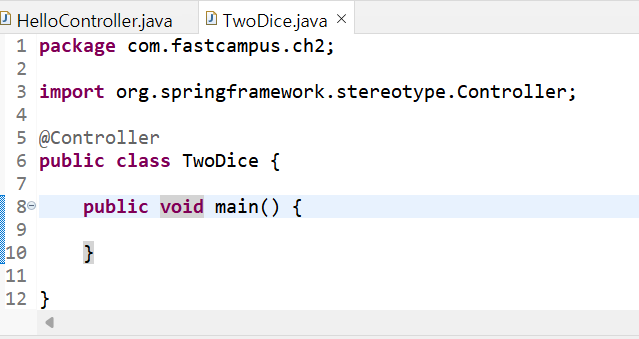 HelloController.java TwoDice.java
1 package com.fastcampus.ch2;
2
3 import org.springframework.stereotype.Controller;
4
5 @Controller
6 public class TwoDice {
7
8 public void main() {
9
10 }
11
12 }